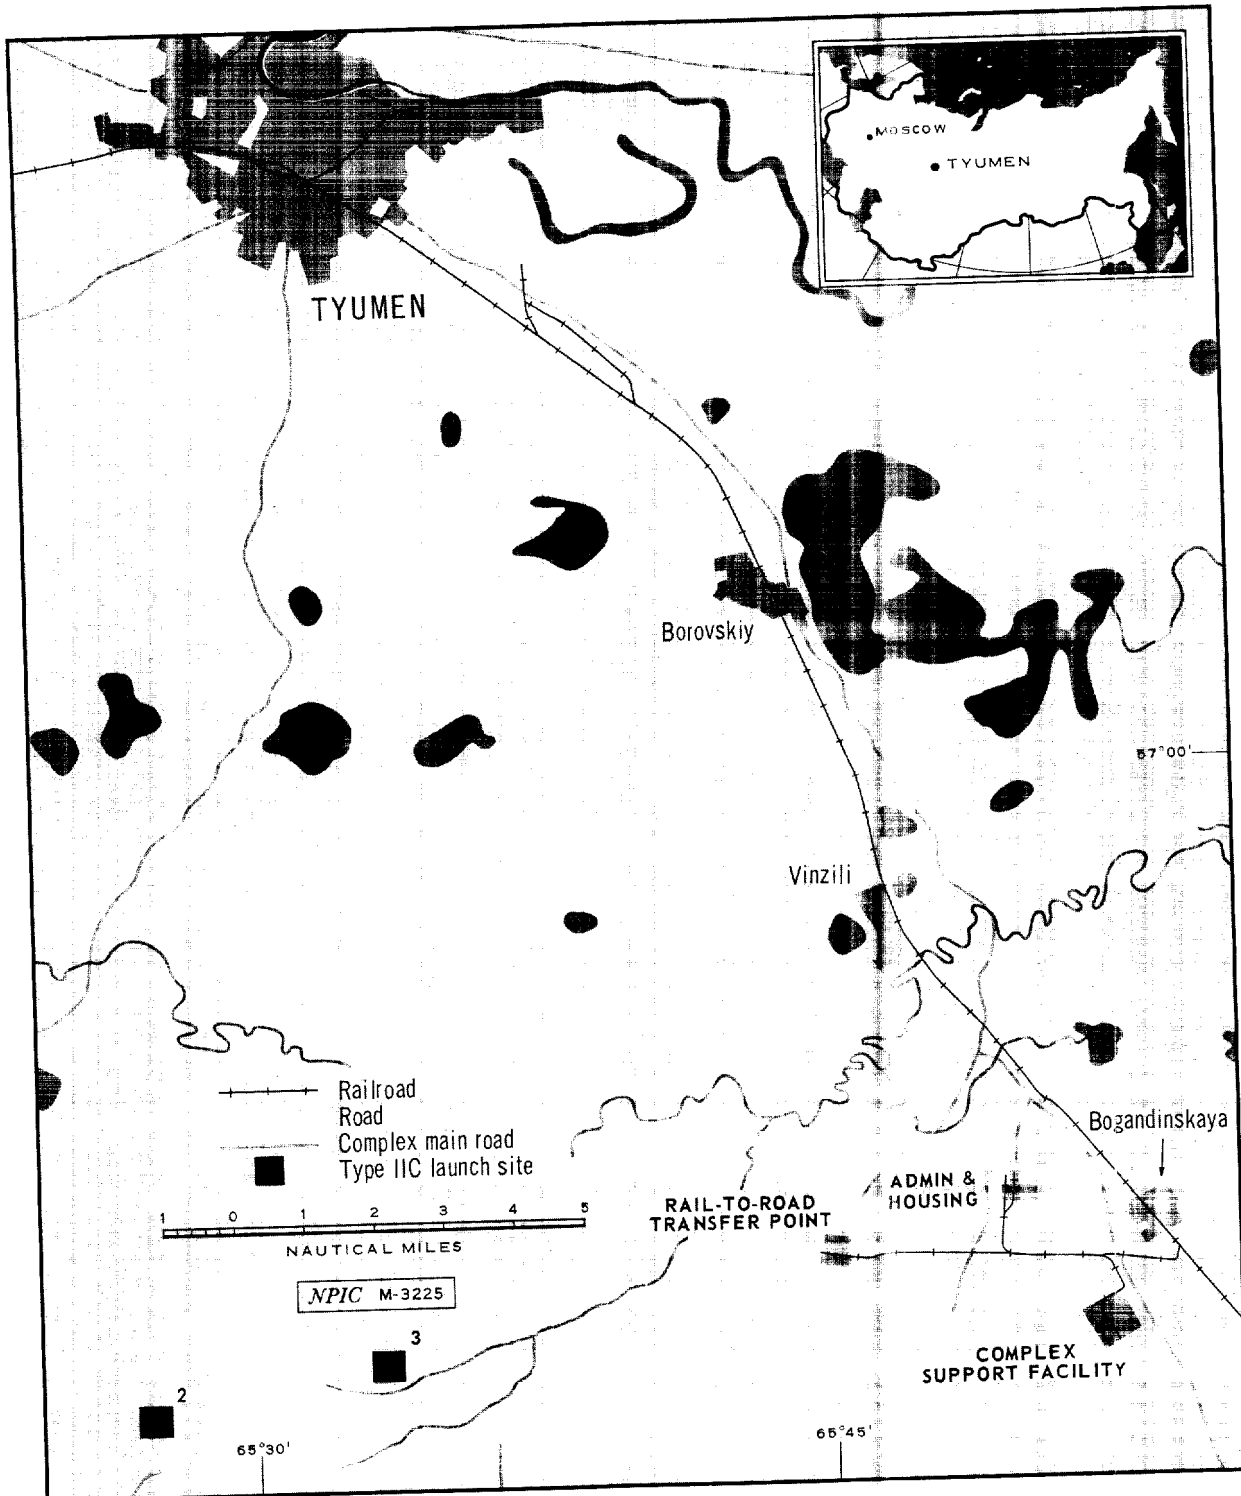 MOSCOW
TYUMEN
TYUMEN
Borovskiy
57°00'
Vinzili
Railroad
Road
Complex main road
Type IIC launch site
Bogandinskaya
ADMIN &
HOUSING
RAIL-TO-ROAD
TRANSFER POINT
1 0 1 2 3 4 5
NAUTICAL MILES
NPIC M-3225
3
COMPLEX
SUPPORT FACILITY
2
65°30'
65°45'